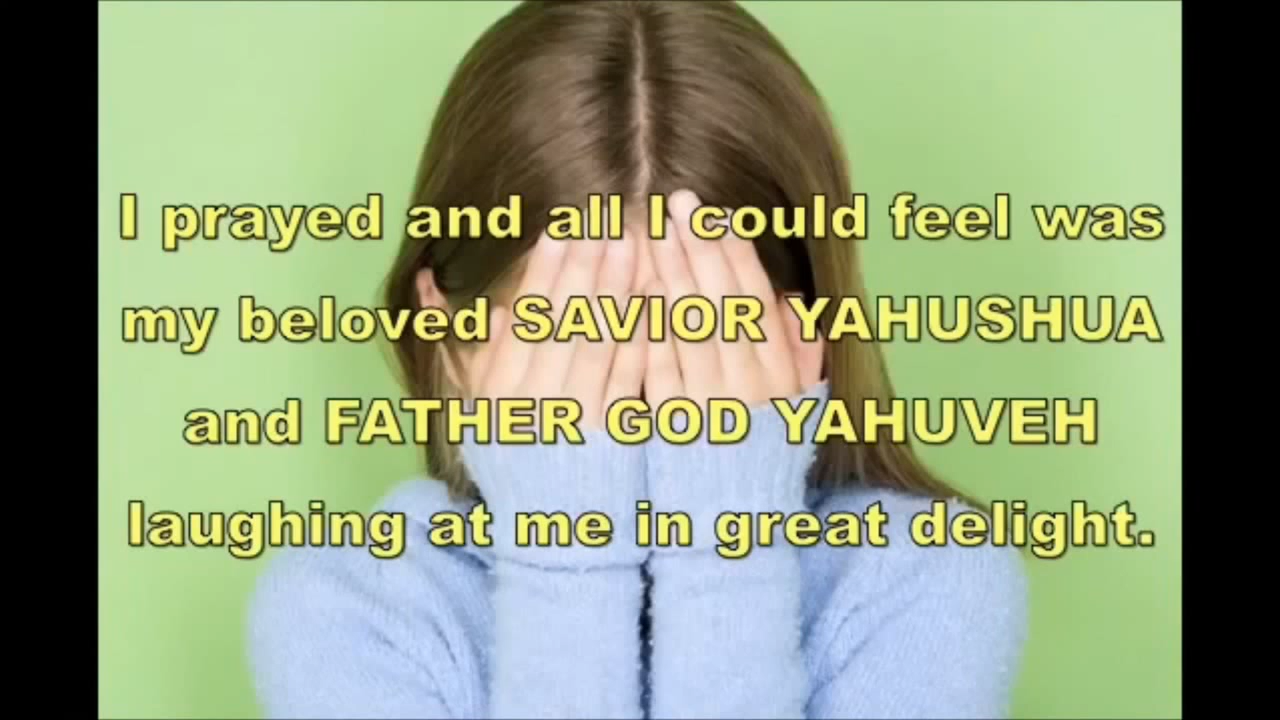 I prayed and all I could feel was
my beloved SAVIOR YAHUSHUA
and FATHER GOD YAHUVEH
laughing at me in great delight.